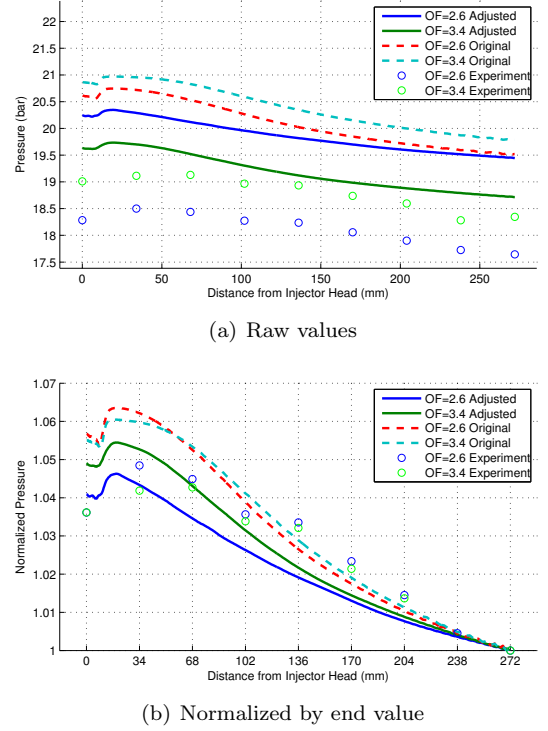 22
21.5
21
20.5
20
19.5
19
18.5
18
17.5
Pressure (bar)
OF=2.6 Adjusted
OF=3.4 Adjusted
OF=2.6 Original
OF=3.4 Original
OF=2.6 Experiment
OF=3.4 Experiment
0 50 100 150 200 250
Distance from Injector Head (mm)
(a) Raw values
1.07
1.06
1.05
1.04
1.03
1.02
1.01
1
Normalized Pressure
OF=2.6 Adjusted
OF=3.4 Adjusted
OF=2.6 Original
OF=3.4 Original
OF=2.6 Experiment
OF=3.4 Experiment
0 34 68 102 136 170 204 238 272
Distance from Injector Head (mm)
(b) Normalized by end value